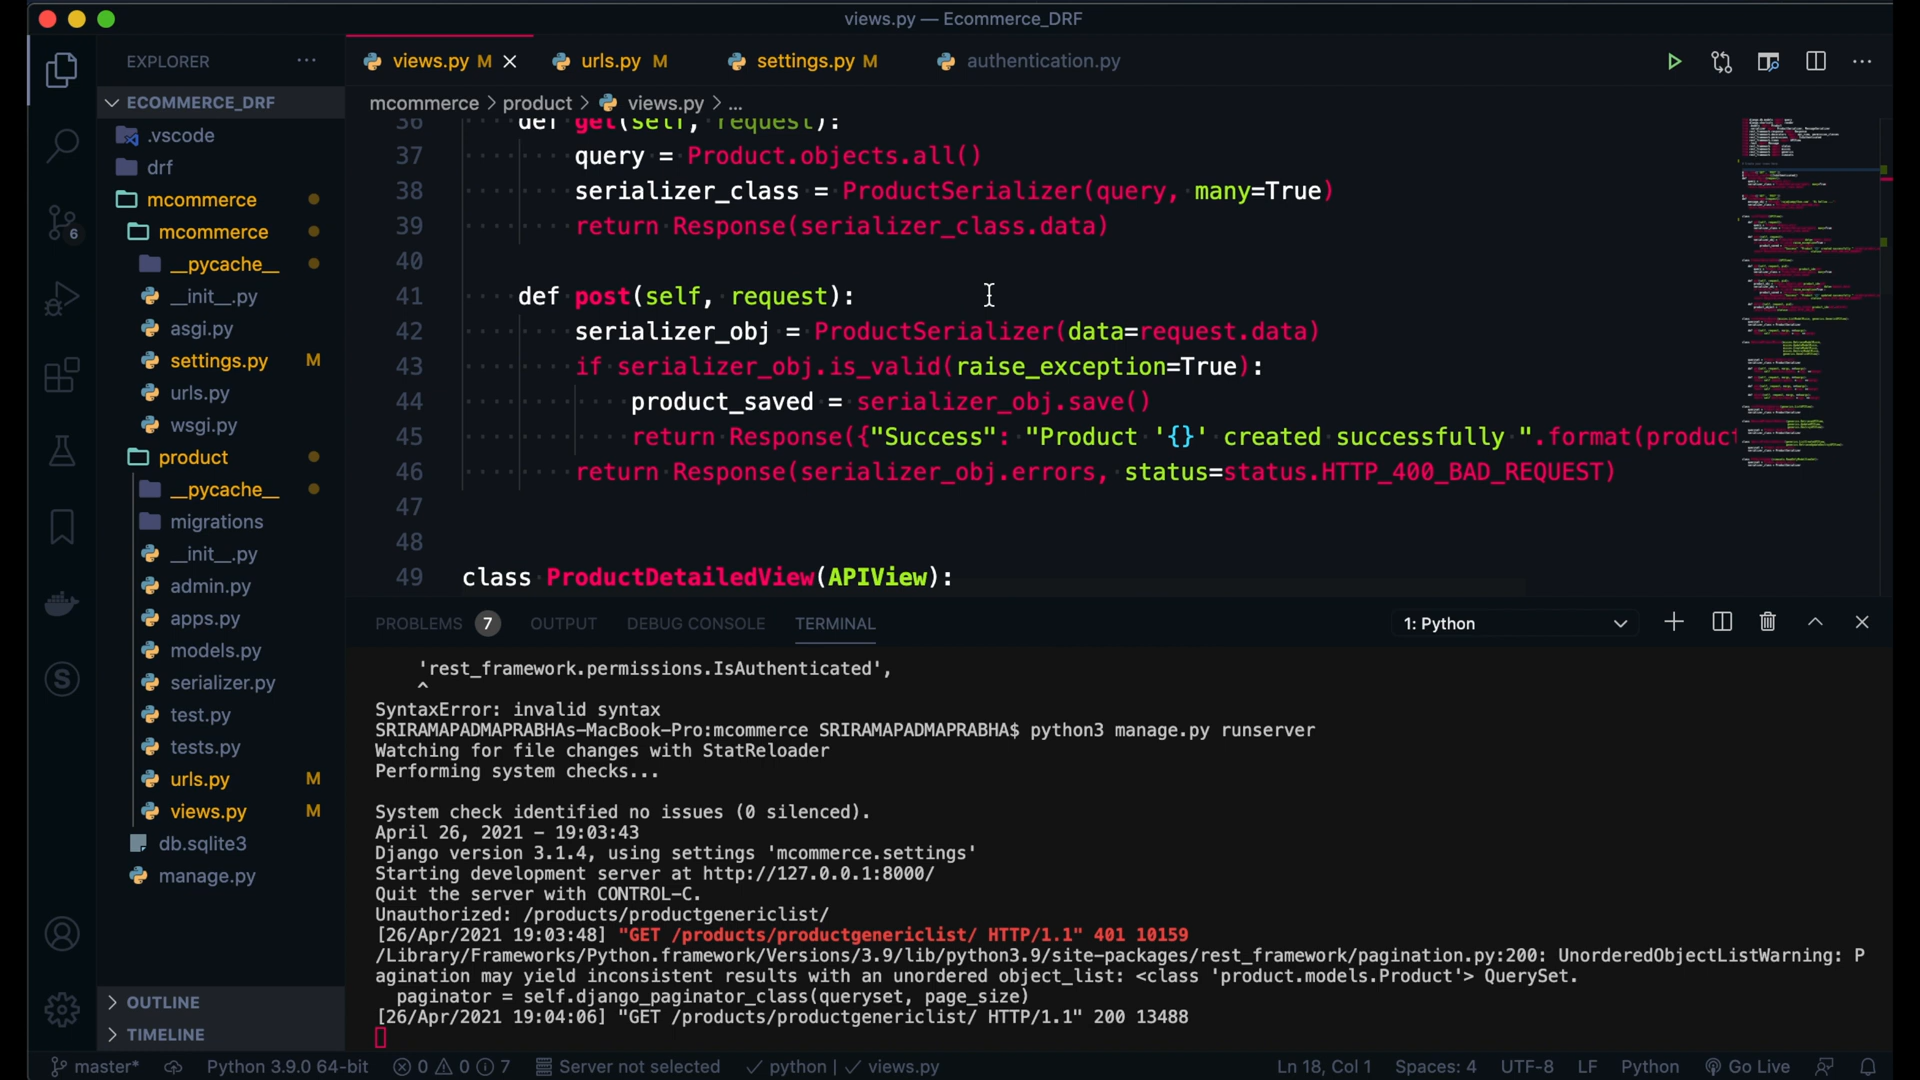 views.py — Ecommerce_DRF
EXPLORER
views.py M
urls.py M
settings.py M
authentication.py
ECOMMERCE_DRF
mcommerce > product > views.py > ...
.vscode
drf
mcommerce
mcommerce
__pycache__
__init__.py
asgi.py
settings.py M
urls.py
wsgi.py
product
__pycache__
migrations
__init__.py
admin.py
apps.py
models.py
serializer.py
test.py
tests.py
urls.py M
views.py M
db.sqlite3
manage.py
OUTLINE
TIMELINE
6
36 def get(self, request):
37 query = Product.objects.all()
38 serializer_class = ProductSerializer(query, many=True)
39 return Response(serializer_class.data)
40
41 def post(self, request):
42 serializer_obj = ProductSerializer(data=request.data)
43 if serializer_obj.is_valid(raise_exception=True):
44 product_saved = serializer_obj.save()
45 return Response({"Success": "Product '{}' created successfully ".format(product
46 return Response(serializer_obj.errors, status=status.HTTP_400_BAD_REQUEST)
47
48
49 class ProductDetailedView(APIView):
PROBLEMS 7 OUTPUT DEBUG CONSOLE TERMINAL 1: Python
'rest_framework.permissions.IsAuthenticated',
^
SyntaxError: invalid syntax
SRIRAMAPADMAPRABHAs-MacBook-Pro:mcommerce SRIRAMAPADMAPRABHA$ python3 manage.py runserver
Watching for file changes with StatReloader
Performing system checks...
System check identified no issues (0 silenced).
April 26, 2021 - 19:03:43
Django version 3.1.4, using settings 'mcommerce.settings'
Starting development server at http://127.0.0.1:8000/
Quit the server with CONTROL-C.
Unauthorized: /products/productgenericlist/
[26/Apr/2021 19:03:48] "GET /products/productgenericlist/ HTTP/1.1" 401 10159
/Library/Frameworks/Python.framework/Versions/3.9/lib/python3.9/site-packages/rest_framework/pagination.py:200: UnorderedObjectListWarning: P
agination may yield inconsistent results with an unordered object_list: <class 'product.models.Product'> QuerySet.
paginator = self.django_paginator_class(queryset, page_size)
[26/Apr/2021 19:04:06] "GET /products/productgenericlist/ HTTP/1.1" 200 13488
master* Python 3.9.0 64-bit 0 0 7 Server not selected python | views.py Ln 18, Col 1 Spaces: 4 UTF-8 LF Python Go Live